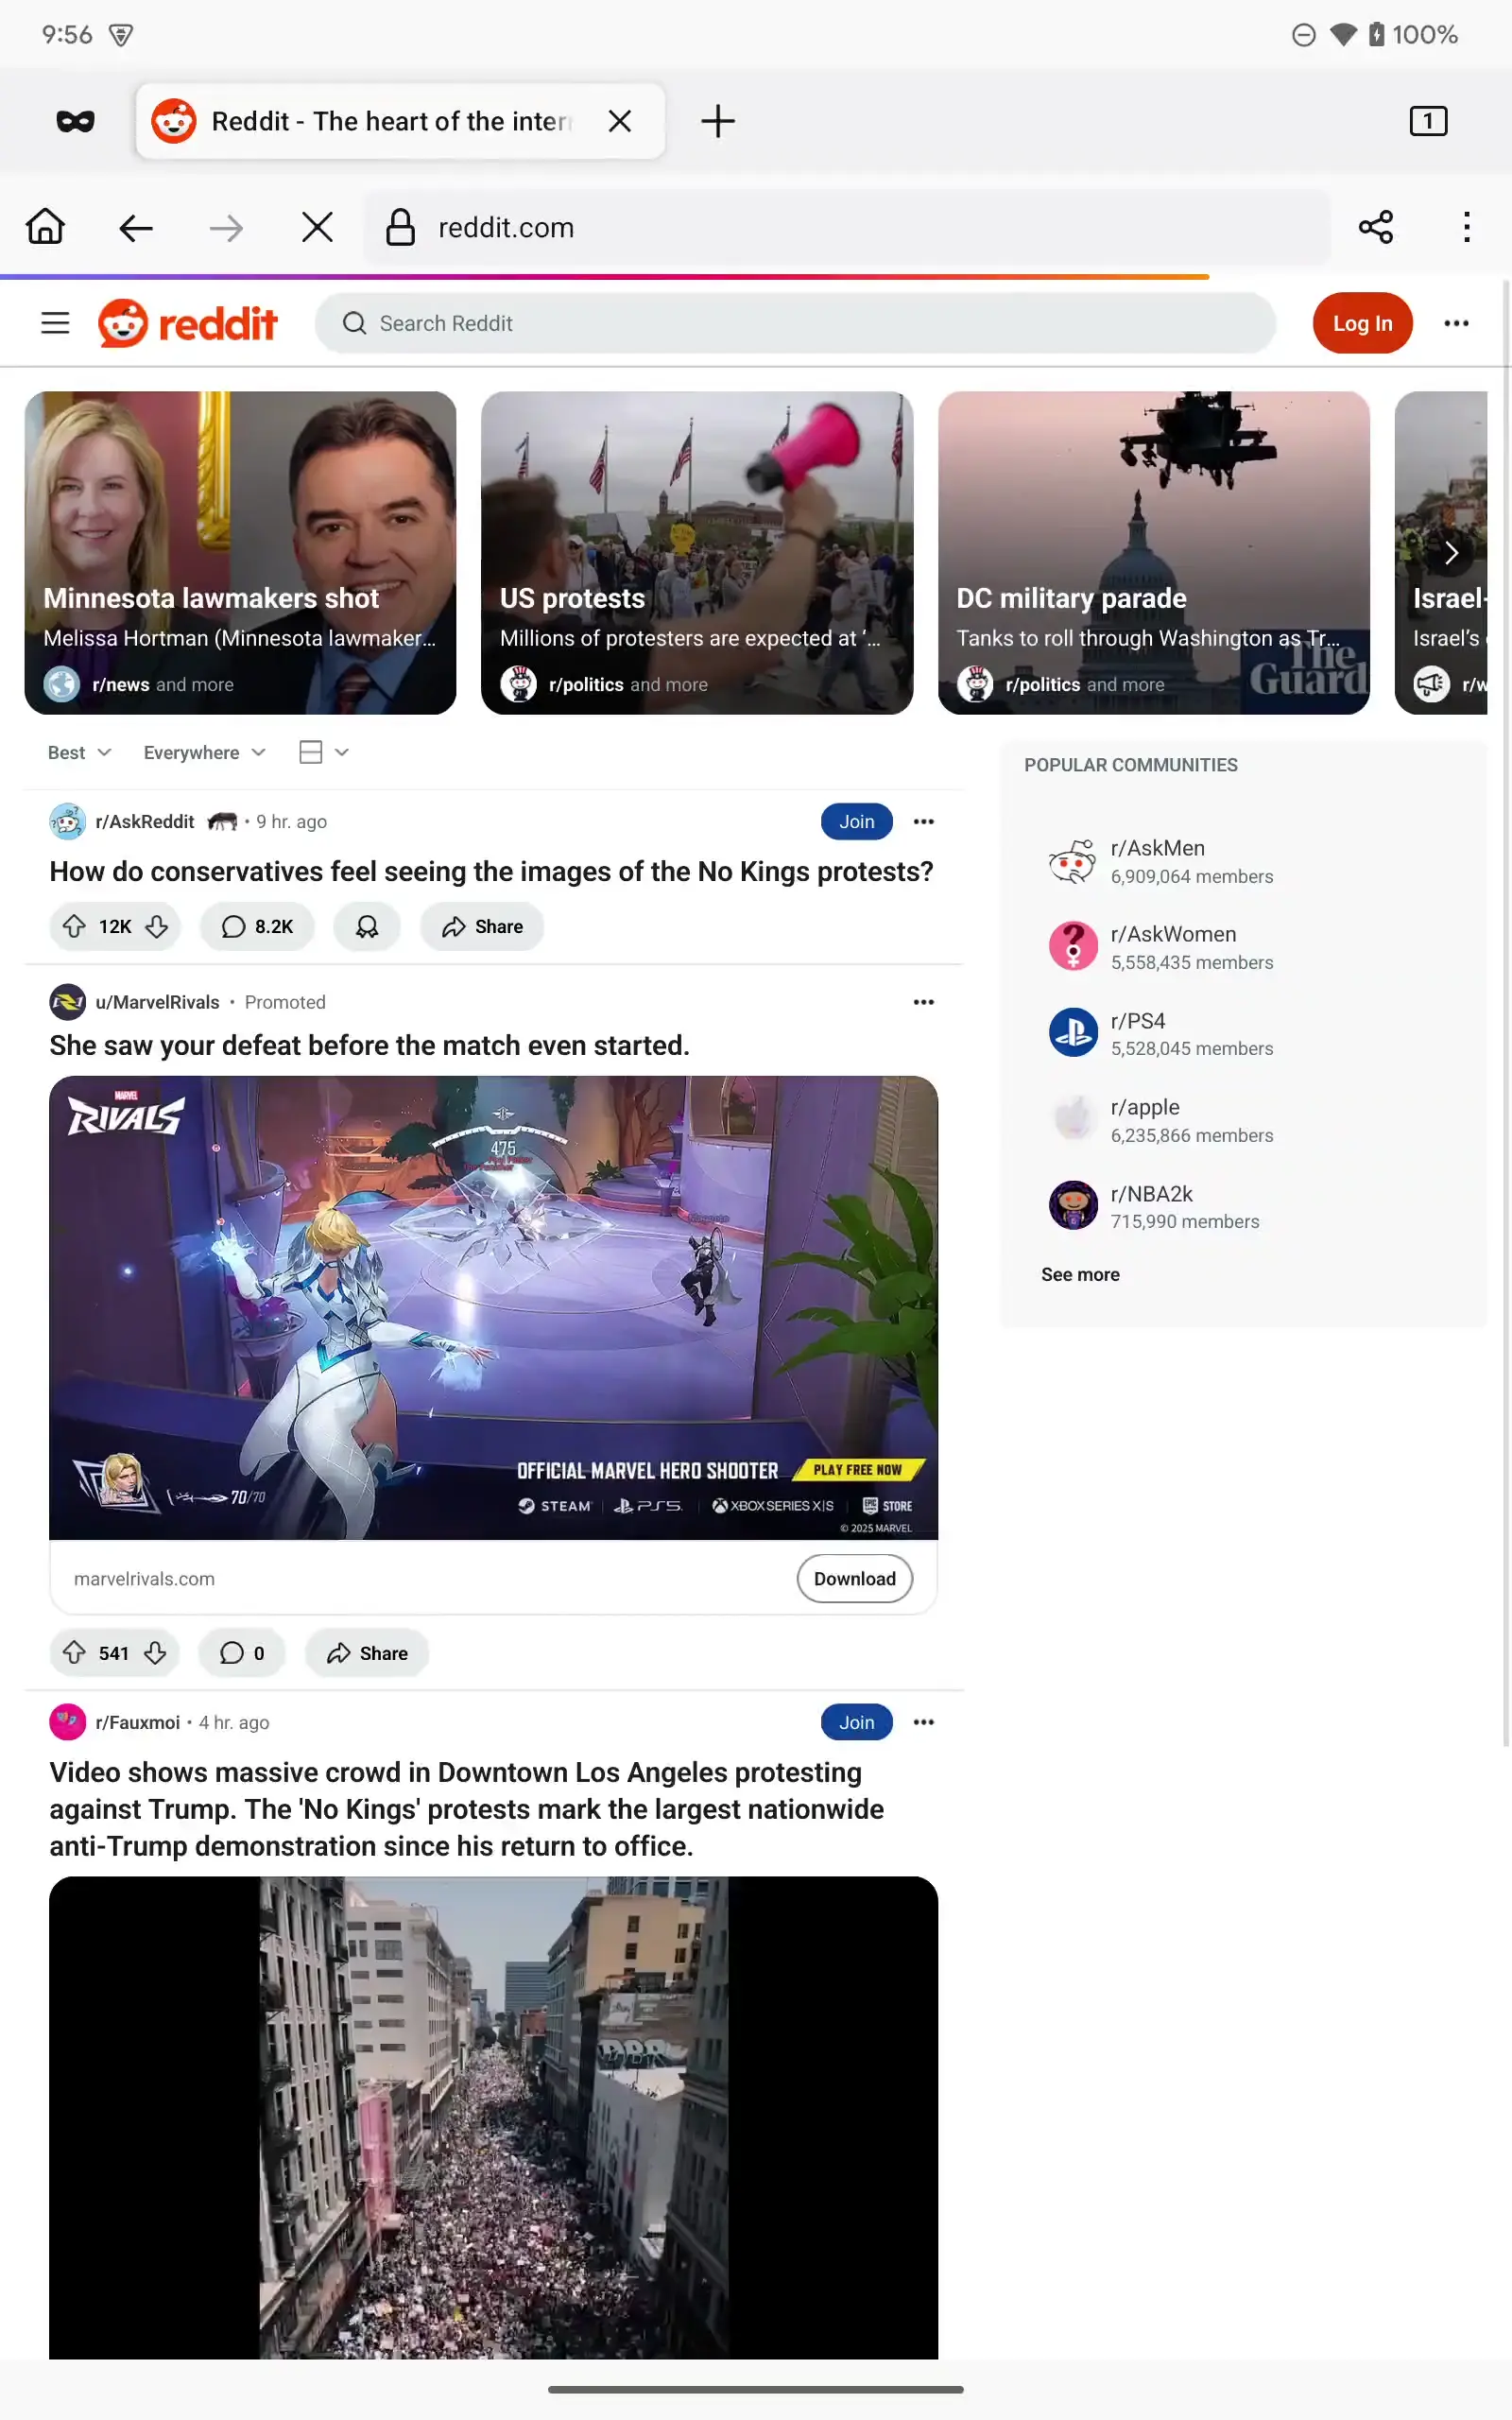 9:56
100%
Reddit - The heart of the inter
1
reddit.com
reddit
Search Reddit
Log In
Minnesota lawmakers shot
Melissa Hortman (Minnesota lawmaker...
r/news and more
US protests
Millions of protesters are expected at ‘...
r/politics and more
DC military parade
Tanks to roll through Washington as Tr...
The
Guard
r/politics and more
Israel-
Israel’s
r/w
Best
Everywhere
r/AskReddit • 9 hr. ago
Join
How do conservatives feel seeing the images of the No Kings protests?
12K
8.2K
Share
u/MarvelRivals • Promoted
She saw your defeat before the match even started.
MARVEL
RIVALS
475
70/70
OFFICIAL MARVEL HERO SHOOTER
PLAY FREE NOW
STEAM
PS5
XBOX SERIES X|S
EPIC STORE
© 2025 MARVEL
marvelrivals.com
Download
541
0
Share
r/Fauxmoi • 4 hr. ago
Join
Video shows massive crowd in Downtown Los Angeles protesting
against Trump. The 'No Kings' protests mark the largest nationwide
anti-Trump demonstration since his return to office.
POPULAR COMMUNITIES
r/AskMen
6,909,064 members
r/AskWomen
5,558,435 members
r/PS4
5,528,045 members
r/apple
6,235,866 members
r/NBA2k
715,990 members
See more